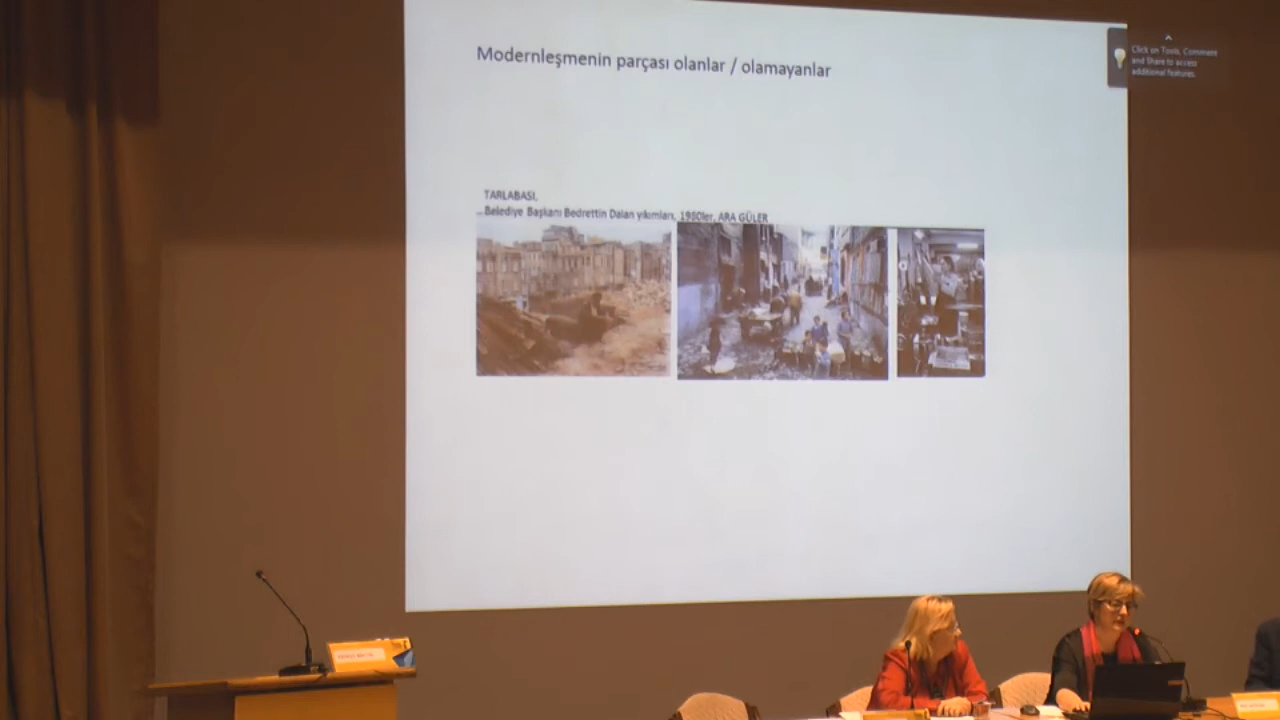 Modernleşmenin parçası olanlar / olamayanlar
Click on Tools, Comment
and Share to access
additional features.
TARLABASI,
Belediye Başkanı Bedrettin Dalan yıkımları, 1980ler, ARA GÜLER